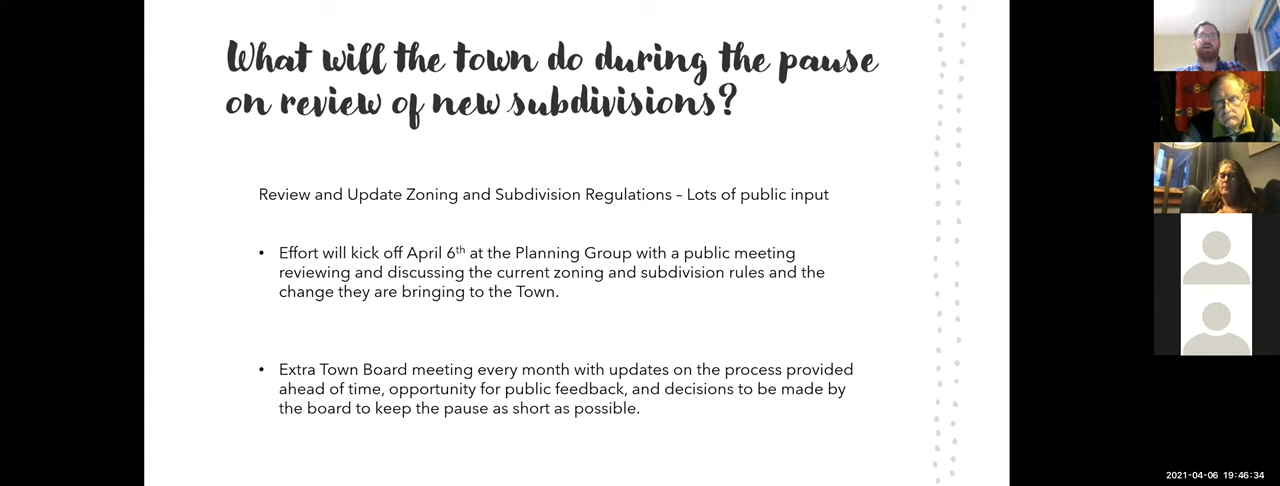 What will the town do during the pause
on review of new subdivisions?
Review and Update Zoning and Subdivision Regulations – Lots of public input
• Effort will kick off April 6th at the Planning Group with a public meeting
reviewing and discussing the current zoning and subdivision rules and the
change they are bringing to the Town.
• Extra Town Board meeting every month with updates on the process provided
ahead of time, opportunity for public feedback, and decisions to be made by
the board to keep the pause as short as possible.
2021-04-06 19:46:34